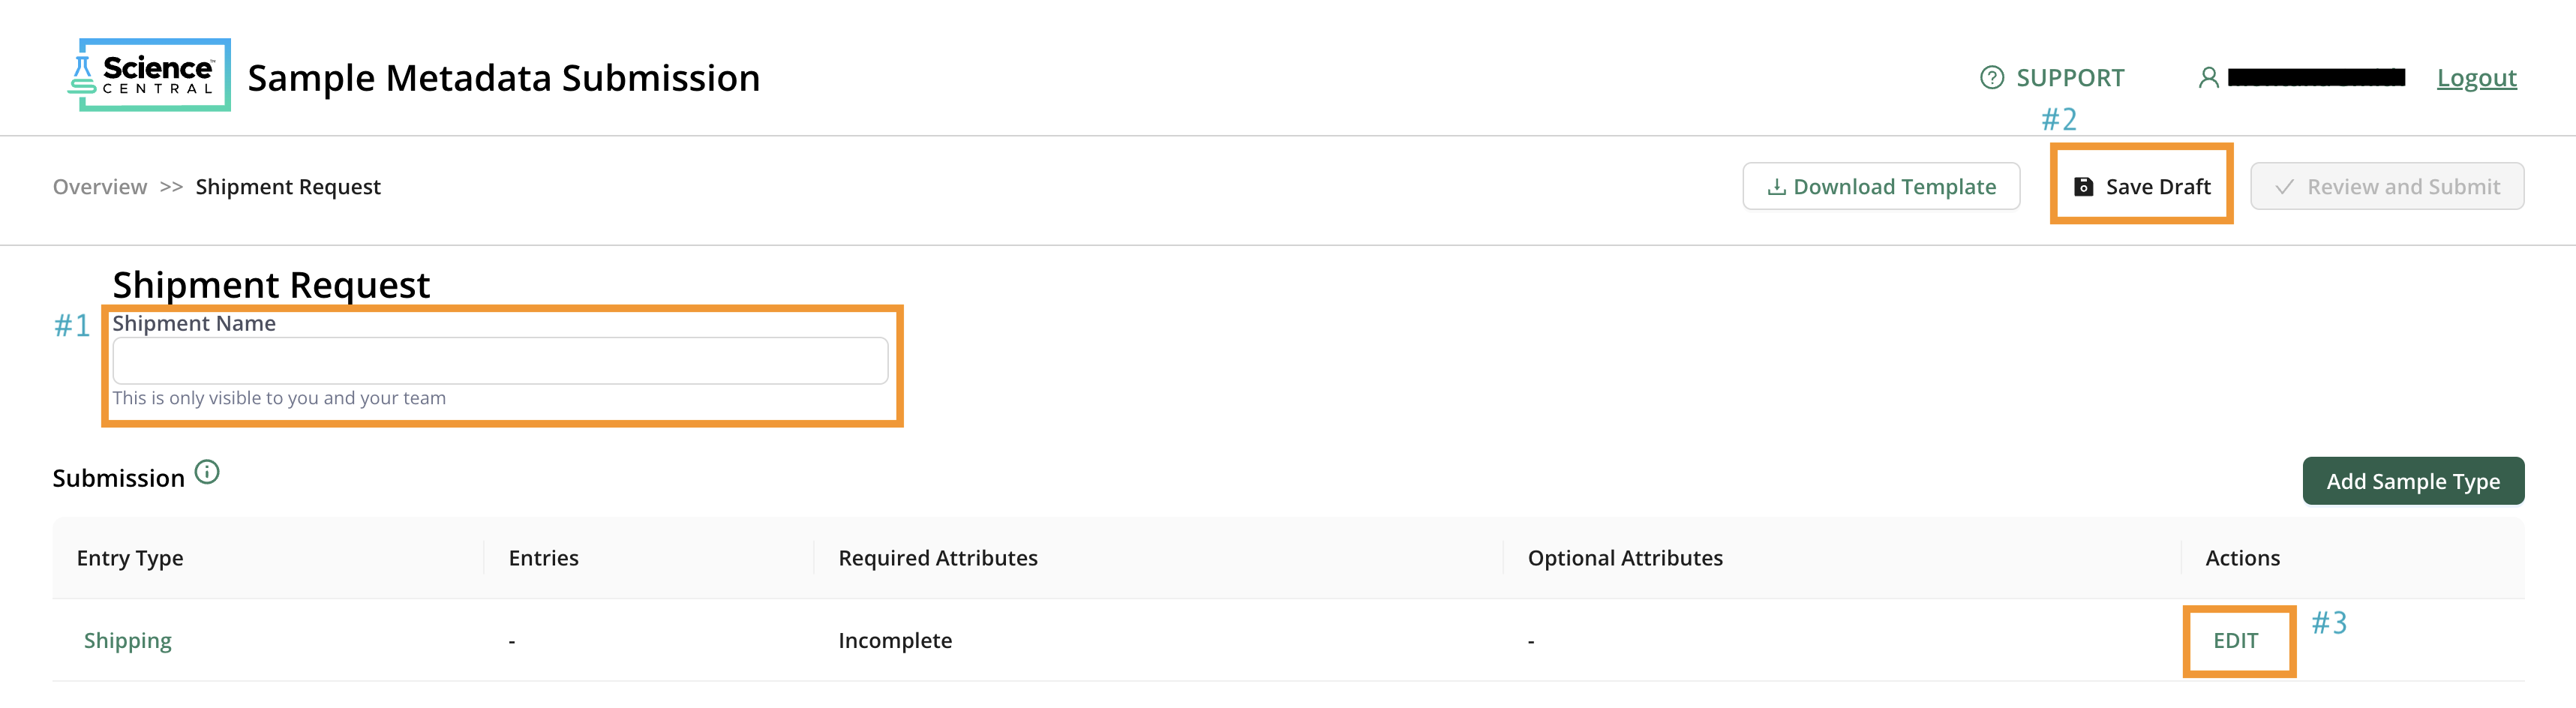 Science™
CENTRAL
Sample Metadata Submission
SUPPORT
Logout
#2
Overview >> Shipment Request
Download Template
Save Draft
Review and Submit
Shipment Request
#1
Shipment Name
This is only visible to you and your team
Submission
Add Sample Type
Entry Type Entries Required Attributes Optional Attributes Actions
Shipping - Incomplete - EDIT
#3